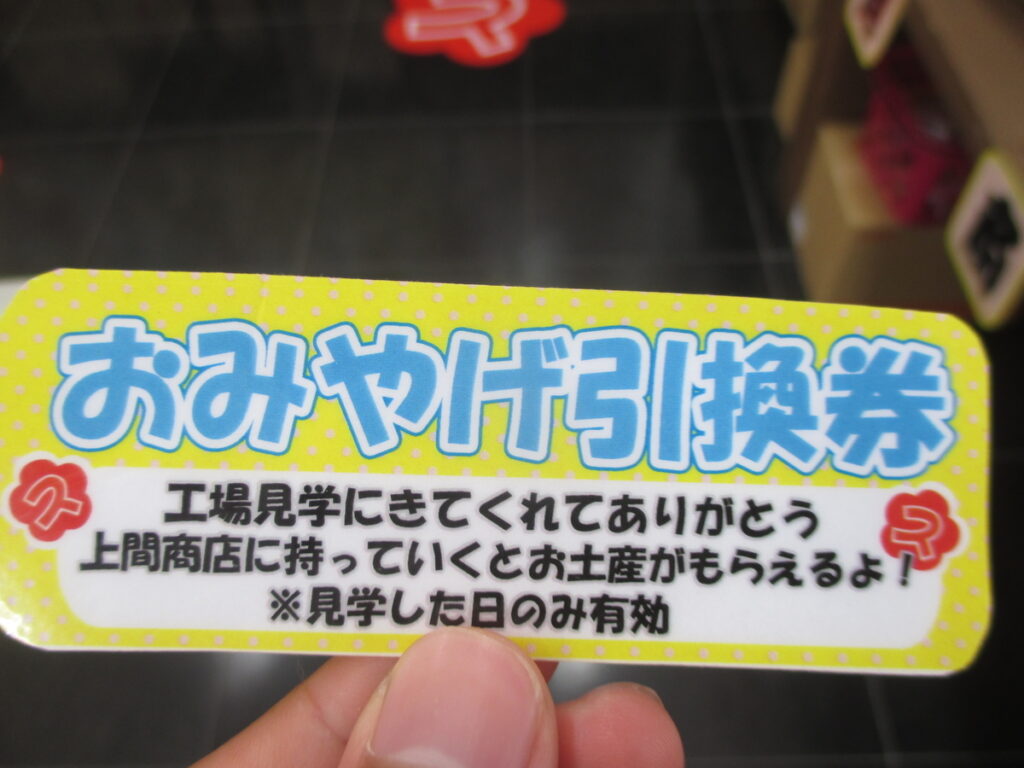 おみやげ引換券
工場見学にきてくれてありがとう
上間商店に持っていくとお土産がもらえるよ!
※見学した日のみ有効